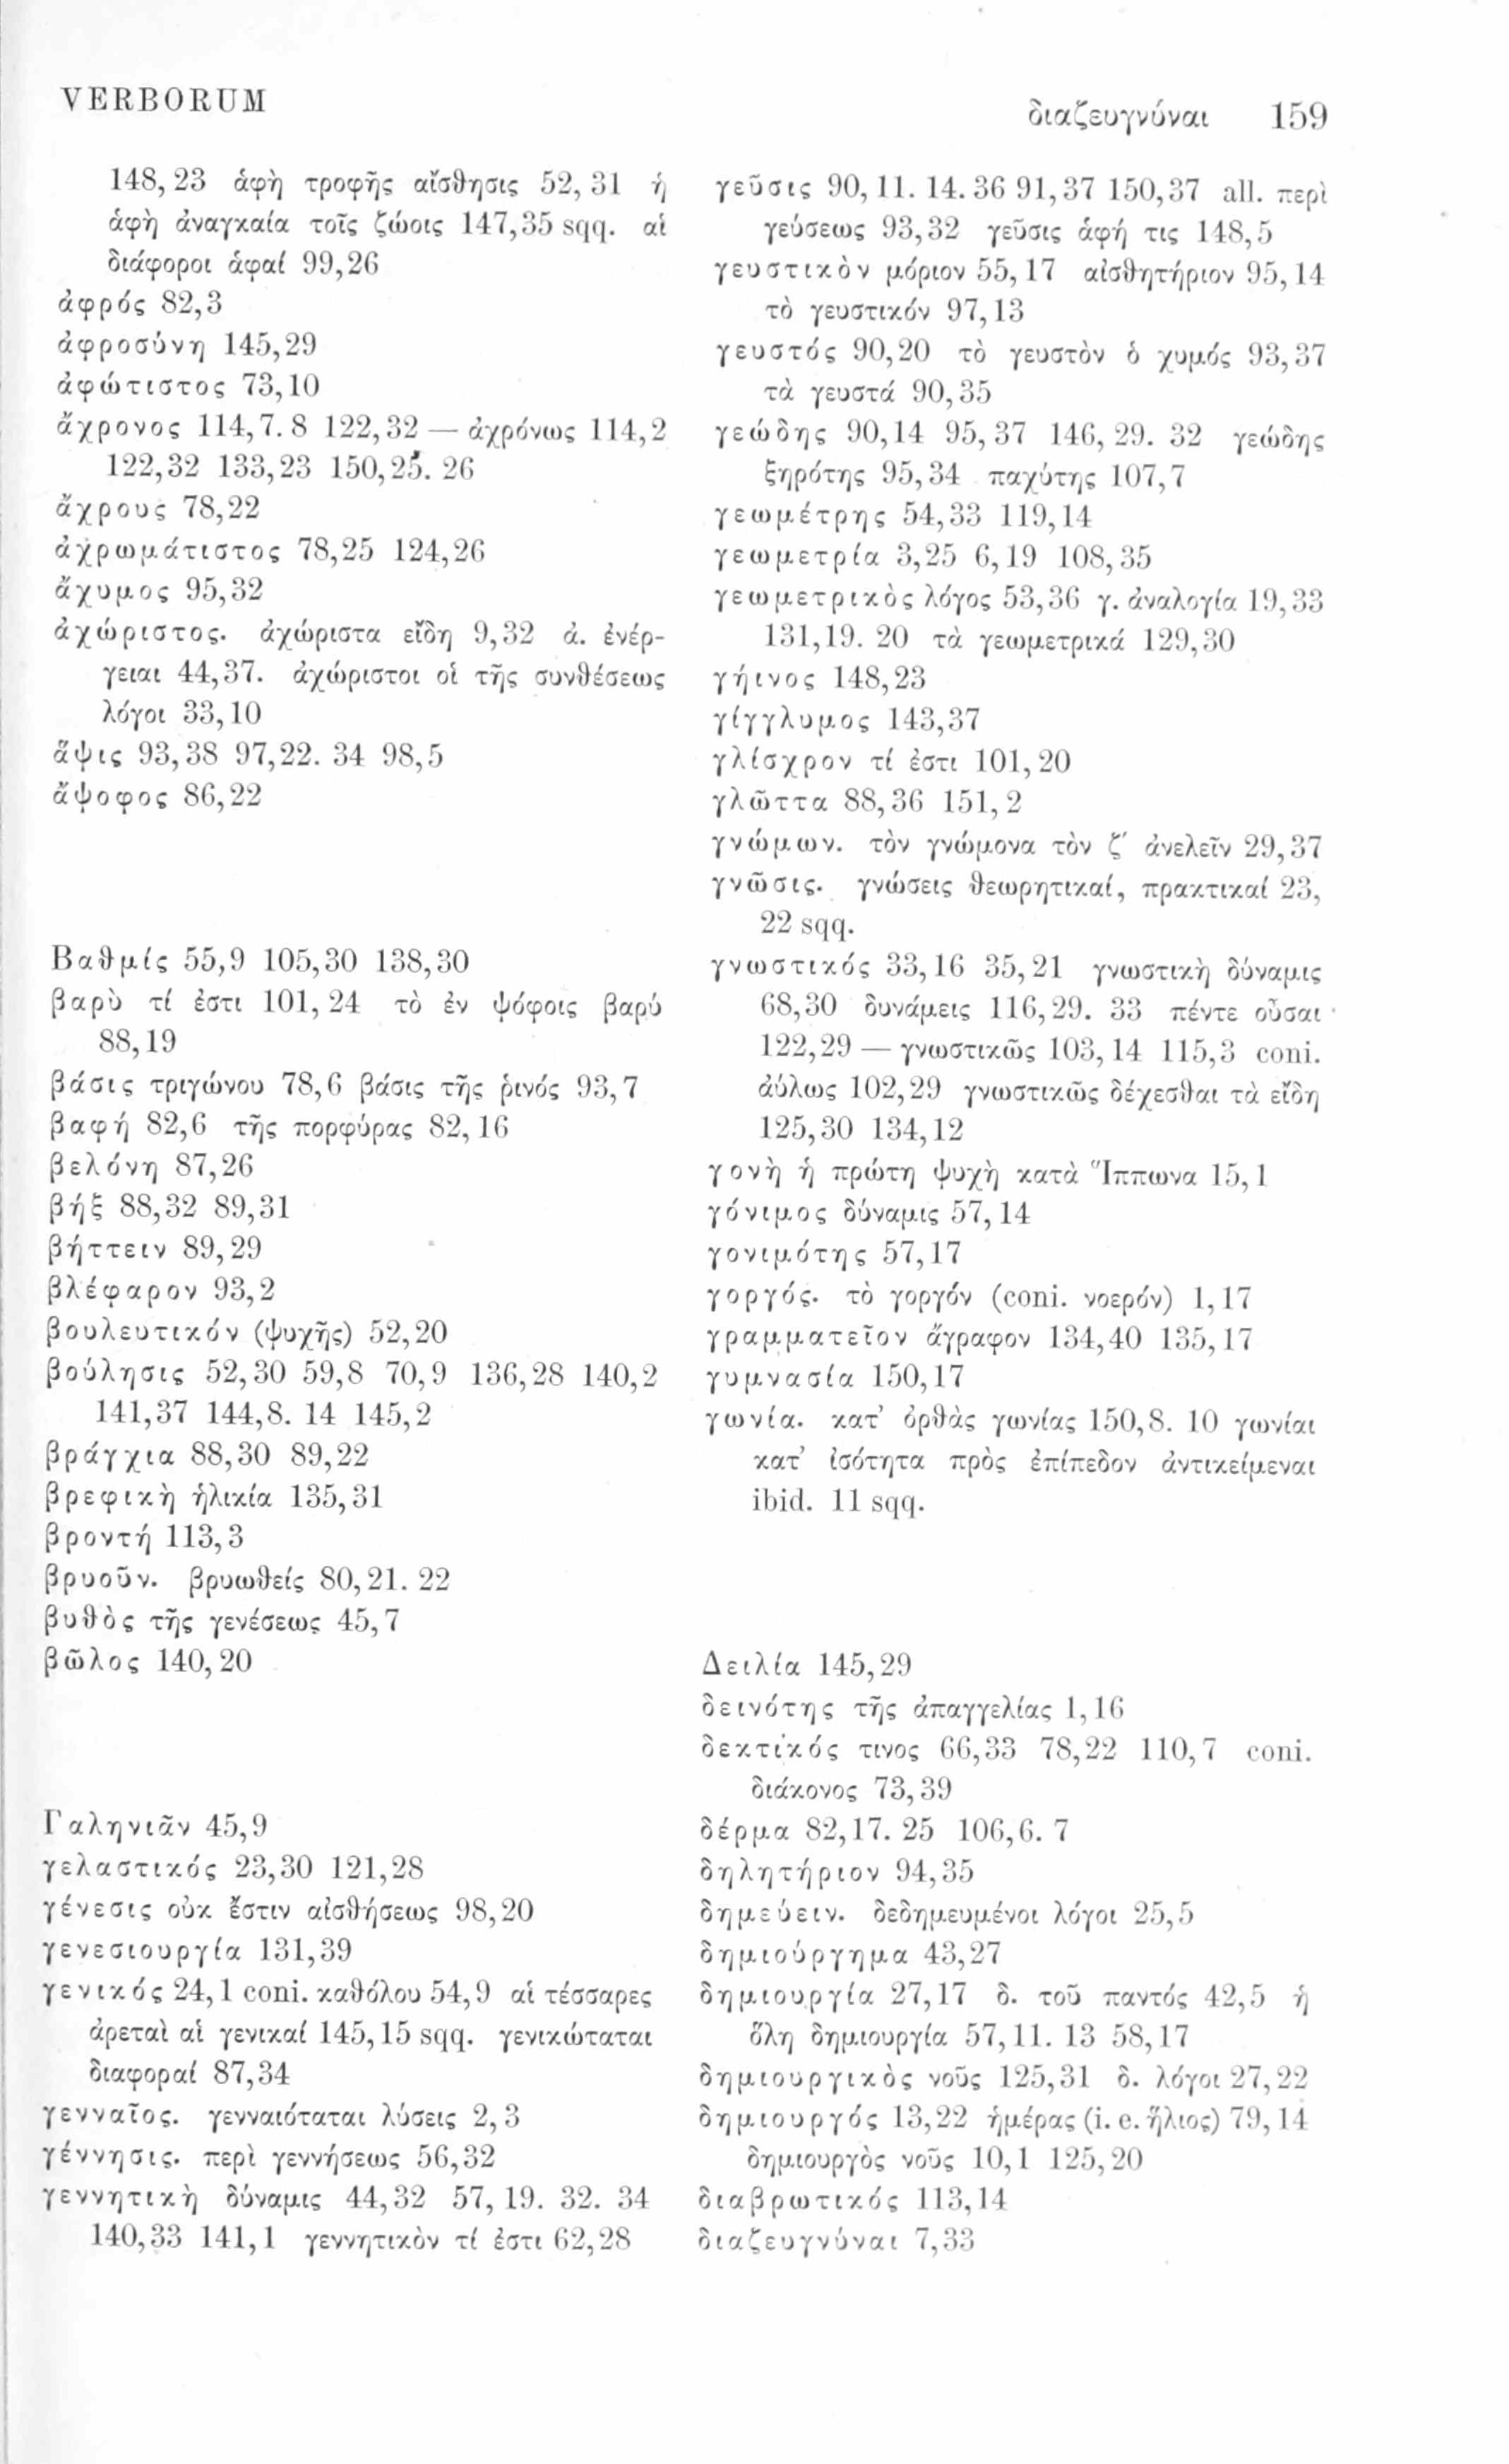 VERBORUM
διαζευγνύναι 159
148, 23 ἁφὴ τροφῆς αἴσθησις 52, 31 ἡ
ἁφὴ ἀναγκαία τοῖς ζώοις 147,35 sqq. αἱ
διάφοροι ἁφαί 99,26
ἀφρός 82,3
ἀφροσύνη 145,29
ἀφώτιστος 73,10
ἄχρονος 114,7. 8 122,32 — ἀχρόνως 114,2
122,32 133,23 150,25. 26
ἄχρους 78,22
ἀχρωμάτιστος 78,25 124,26
ἄχυμος 95,32
ἀχώριστος. ἀχώριστα εἴδη 9,32 ἀ. ἐνέρ-
γειαι 44,37. ἀχώριστοι οἱ τῆς συνθέσεως
λόγοι 33,10
ἅψις 93,38 97,22. 34 98,5
ἄψοφος 86,22
Βαθμίς 55,9 105,30 138,30
βαρὺ τί ἐστι 101, 24 τὸ ἐν ψόφοις βαρύ
88,19
βάσις τριγώνου 78,6 βάσις τῆς ῥινός 93,7
βαφή 82,6 τῆς πορφύρας 82,16
βελόνη 87,26
βήξ 88,32 89,31
βήττειν 89,29
βλέφαρον 93,2
βουλευτικόν (ψυχῆς) 52,20
βούλησις 52,30 59,8 70,9 136,28 140,2
141,37 144,8. 14 145,2
βράγχια 88,30 89,22
βρεφικὴ ἡλικία 135,31
βροντή 113,3
βρυοῦν. βρυωθείς 80,21. 22
βυθὸς τῆς γενέσεως 45,7
βῶλος 140,20
Γαληνιᾶν 45,9
γελαστικός 23,30 121,28
γένεσις οὐκ ἔστιν αἰσθήσεως 98,20
γενεσιουργία 131,39
γενικός 24,1 coni. καθόλου 54,9 αἱ τέσσαρες
ἀρεταὶ αἱ γενικαί 145,15 sqq. γενικώταται
διαφοραί 87,34
γενναῖος. γενναιόταται λύσεις 2,3
γέννησις. περὶ γεννήσεως 56,32
γεννητικὴ δύναμις 44,32 57, 19. 32. 34
140,33 141,1 γεννητικὸν τί ἐστι 62,28
γεῦσις 90,11. 14. 36 91,37 150,37 all. περὶ
γεύσεως 93,32 γεῦσις ἁφή τις 148,5
γευστικὸν μόριον 55,17 αἰσθητήριον 95,14
τὸ γευστικόν 97,13
γευστός 90,20 τὸ γευστὸν ὁ χυμός 93,37
τὰ γευστά 90,35
γεώδης 90,14 95,37 146,29. 32 γεώδης
ξηρότης 95,34 παχύτης 107,7
γεωμέτρης 54,33 119,14
γεωμετρία 3,25 6,19 108,35
γεωμετρικὸς λόγος 53,36 γ. ἀναλογία 19,33
131,19. 20 τὰ γεωμετρικά 129,30
γήινος 148,23
γίγγλυμος 143,37
γλίσχρον τί ἐστι 101,20
γλῶττα 88,36 151,2
γνώμων. τὸν γνώμονα τὸν ζʹ ἀνελεῖν 29,37
γνῶσις. γνώσεις θεωρητικαί, πρακτικαί 23,
22 sqq.
γνωστικός 33,16 35,21 γνωστικὴ δύναμις
68,30 δυνάμεις 116,29. 33 πέντε οὖσαι
122,29 — γνωστικῶς 103,14 115,3 coni.
ἀύλως 102,29 γνωστικῶς δέχεσθαι τὰ εἴδη
125,30 134,12
γονὴ ἡ πρώτη ψυχὴ κατὰ Ἵππωνα 15,1
γόνιμος δύναμις 57,14
γονιμότης 57,17
γοργός. τὸ γοργόν (coni. νοερόν) 1,17
γραμματεῖον ἄγραφον 134,40 135,17
γυμνασία 150,17
γωνία. κατ᾽ ὀρθὰς γωνίας 150,8. 10 γωνίαι
κατ᾽ ἰσότητα πρὸς ἐπίπεδον ἀντικείμεναι
ibid. 11 sqq.
Δειλία 145,29
δεινότης τῆς ἀπαγγελίας 1,16
δεκτικός τινος 66,33 78,22 110,7 coni.
διάκονος 73,39
δέρμα 82,17. 25 106,6. 7
δηλητήριον 94,35
δημεύειν. δεδημευμένοι λόγοι 25,5
δημιούργημα 43,27
δημιουργία 27,17 δ. τοῦ παντός 42,5 ἡ
ὅλη δημιουργία 57,11. 13 58,17
δημιουργικὸς νοῦς 125,31 δ. λόγοι 27,22
δημιουργός 13,22 ἡμέρας (i. e. ἥλιος) 79,14
δημιουργὸς νοῦς 10,1 125,20
διαβρωτικός 113,14
διαζευγνύναι 7,33